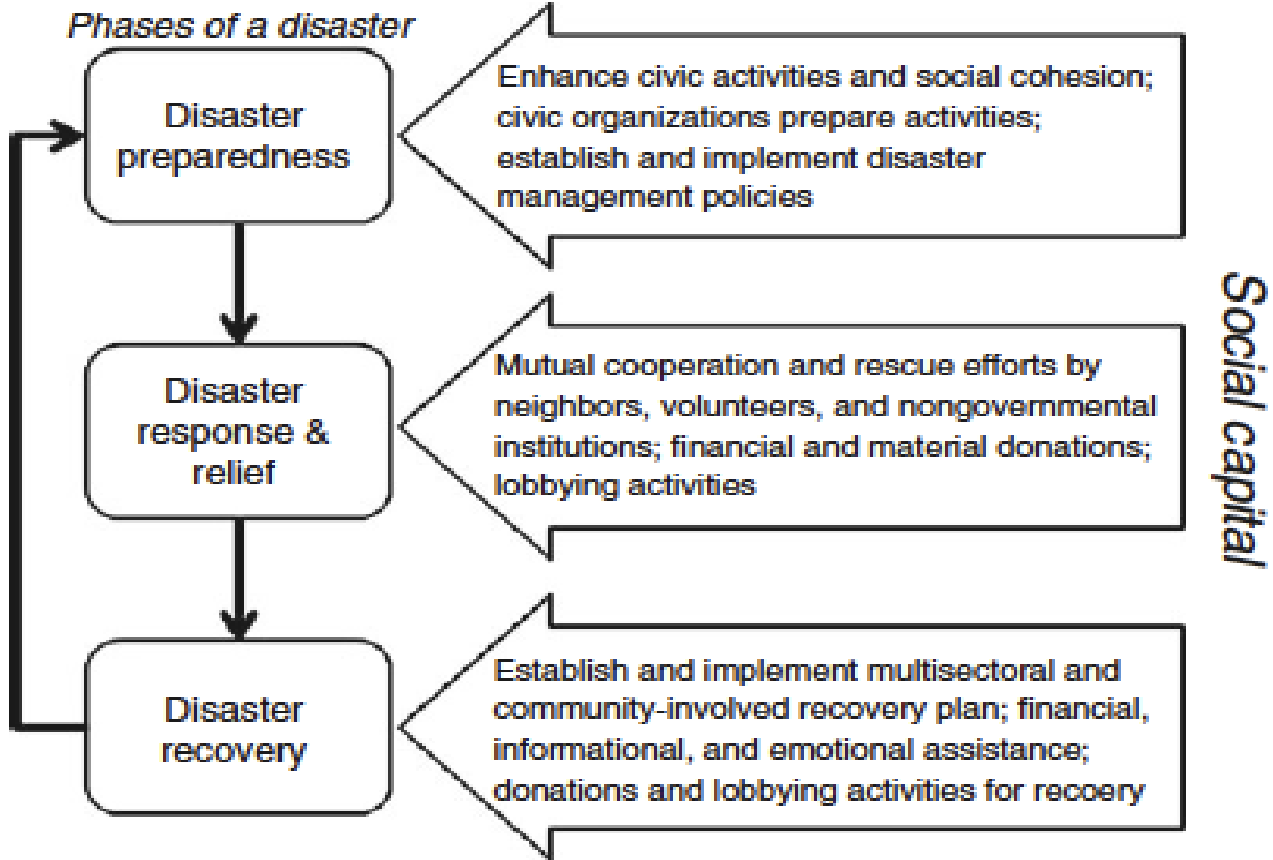 Phases of a disaster
Disaster
preparedness
Enhance civic activities and social cohesion;
civic organizations prepare activities;
establish and implement disaster
management policies
Disaster
response &
relief
Mutual cooperation and rescue efforts by
neighbors, volunteers, and nongovernmental
institutions; financial and material donations;
lobbying activities
Disaster
recovery
Establish and implement multisectoral and
community-involved recovery plan; financial,
informational, and emotional assistance;
donations and lobbying activities for recoery
Social capital